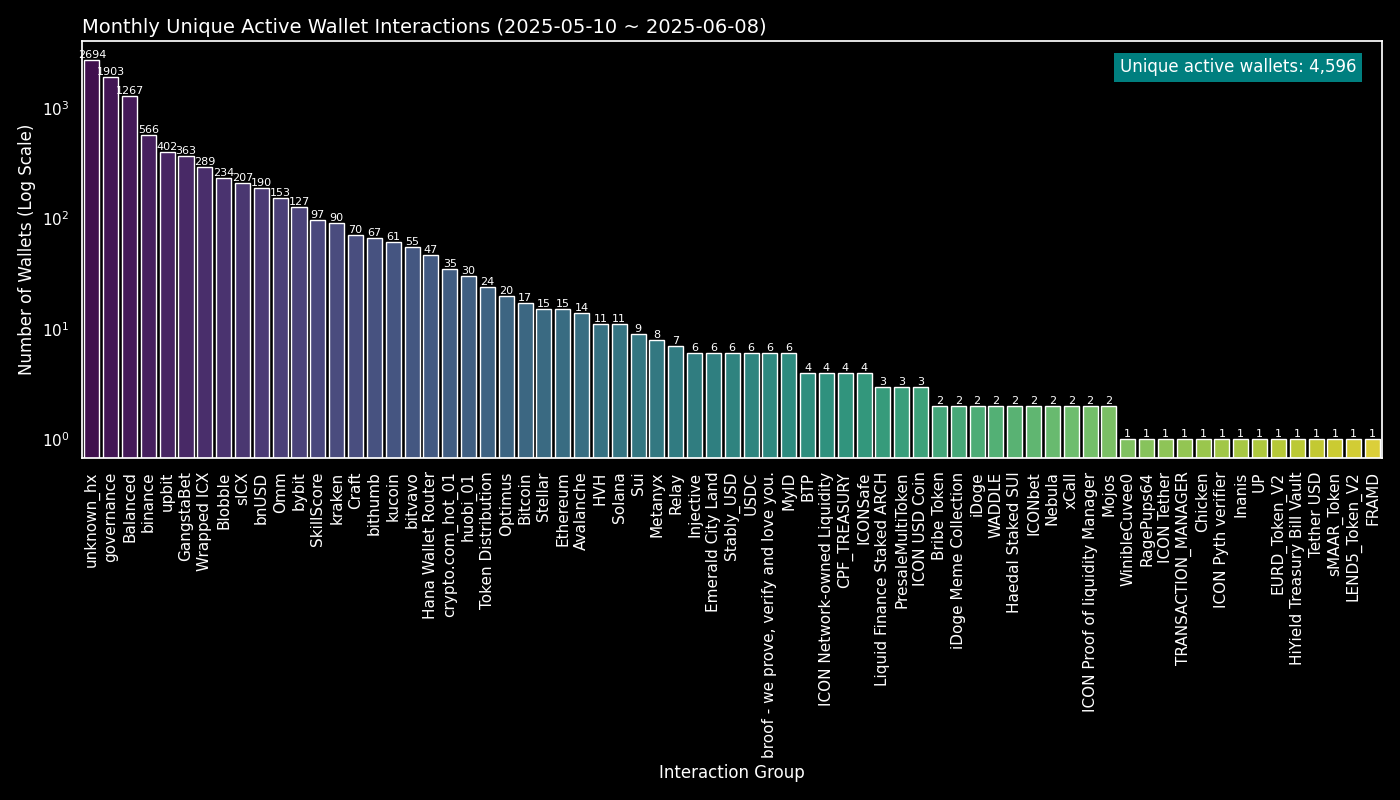 Monthly Unique Active Wallet Interactions (2025-05-10 ~ 2025-06-08)
Unique active wallets: 4,596
Number of Wallets (Log Scale)
10³
10²
10¹
10⁰
2694
1903
1267
566
402
363
289
234
207
190
153
127
97
90
70
67
61
55
47
35
30
24
20
17
15
15
14
11
11
9
8
7
6
6
6
6
6
6
4
4
4
4
3
3
3
2
2
2
2
2
2
2
2
2
2
1
1
1
1
1
1
1
1
1
1
1
1
1
1
unknown_hx
governance
Balanced
binance
upbit
GangstaBet
Wrapped ICX
Blobble
sICX
bnUSD
Omm
bybit
SkillScore
kraken
Craft
bithumb
kucoin
bitvavo
Hana Wallet Router
crypto.com_hot_01
huobi_01
Token Distribution
Optimus
Bitcoin
Stellar
Ethereum
Avalanche
HVH
Solana
Sui
Metanyx
Relay
Injective
Emerald City Land
Stably_USD
USDC
broof - we prove, verify and love you.
MyID
BTP
ICON Network-owned Liquidity
CPF_TREASURY
ICONSafe
Liquid Finance Staked ARCH
PresaleMultiToken
ICON USD Coin
Bribe Token
iDoge Meme Collection
iDoge
WADDLE
Haedal Staked SUI
ICONbet
Nebula
xCall
ICON Proof of liquidity Manager
Mojos
WinibleCuvee0
RagePups64
ICON Tether
TRANSACTION_MANAGER
Chicken
ICON Pyth verifier
Inanis
UP
EURD_Token_V2
HiYield Treasury Bill Vault
Tether USD
sMAAR_Token
LEND5_Token_V2
FRAMD
Interaction Group